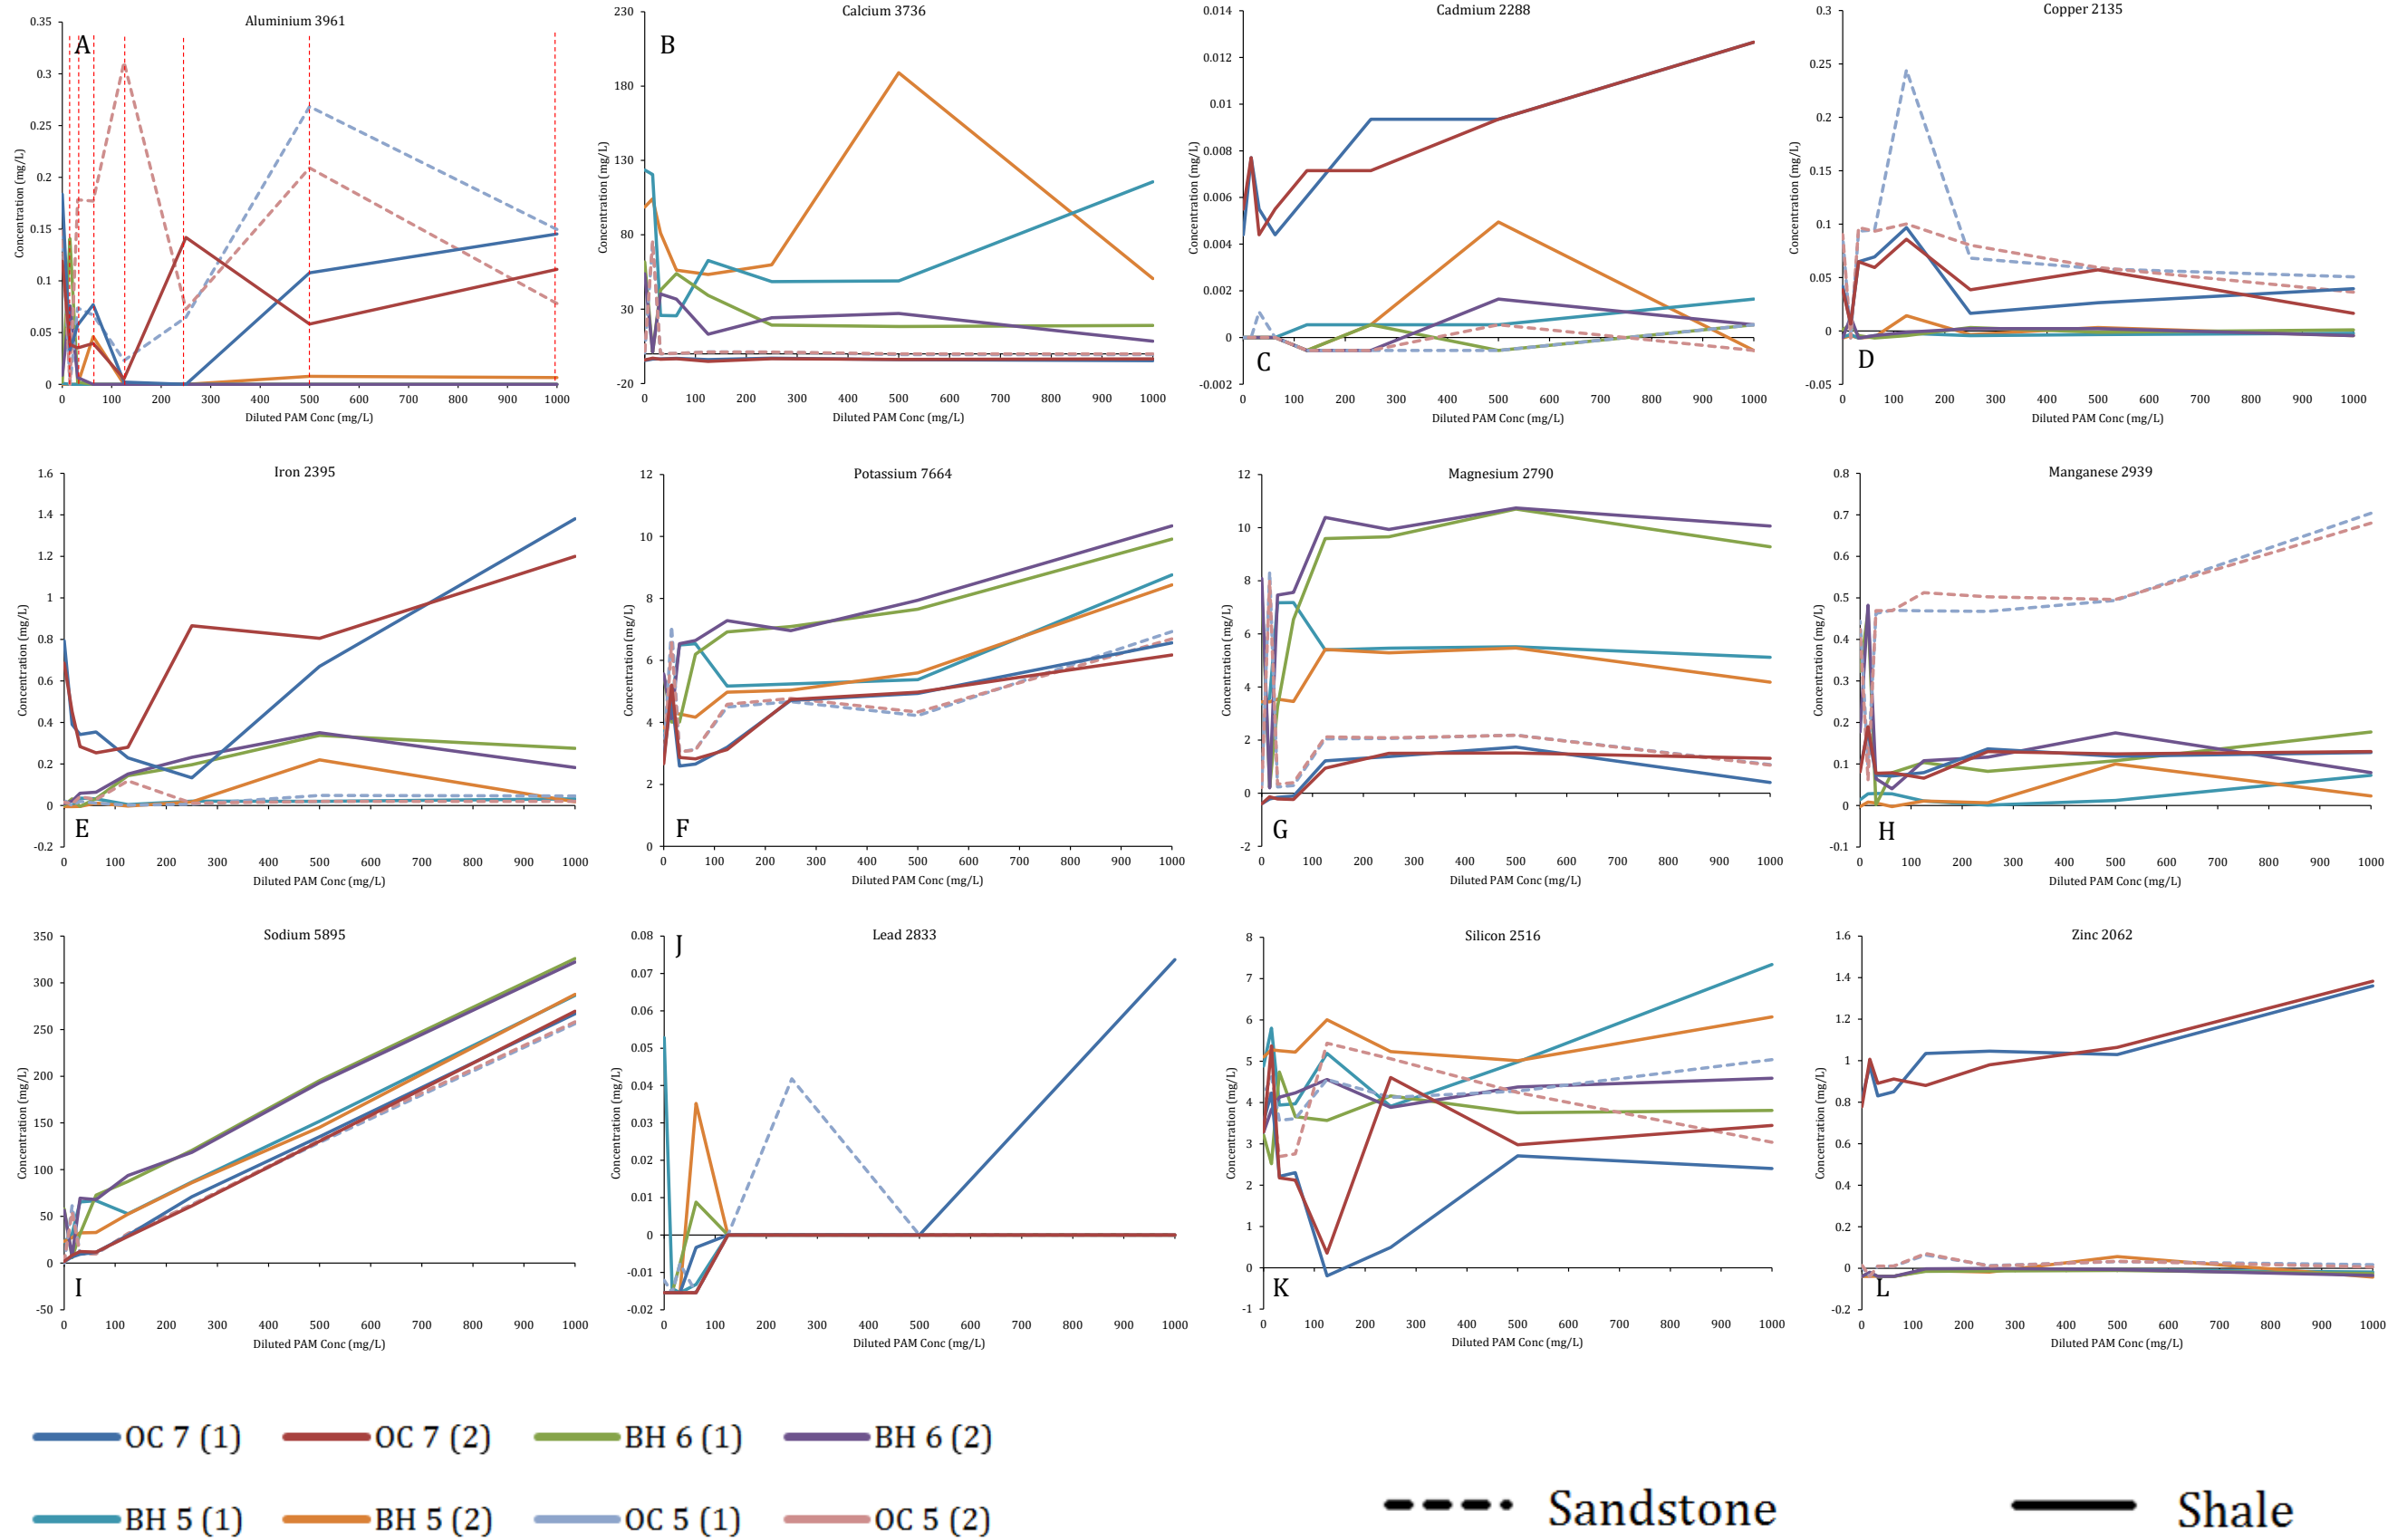 Aluminium 3961
A
0.35
0.3
0.25
0.2
0.15
0.1
0.05
0
Concentration (mg/L)
0 100 200 300 400 500 600 700 800 900 1000
Diluted PAM Conc (mg/L)
Calcium 3736
B
230
180
130
80
30
-20
Concentration (mg/L)
0 100 200 300 400 500 600 700 800 900 1000
Diluted PAM Conc (mg/L)
Cadmium 2288
0.014
0.012
0.01
0.008
0.006
0.004
0.002
0
-0.002
Concentration (mg/L)
C
0 100 200 300 400 500 600 700 800 900 1000
Diluted PAM Conc (mg/L)
Copper 2135
0.3
0.25
0.2
0.15
0.1
0.05
0
-0.05
Concentration (mg/L)
D
0 100 200 300 400 500 600 700 800 900 1000
Diluted PAM Conc (mg/L)
Iron 2395
1.6
1.4
1.2
1
0.8
0.6
0.4
0.2
0
-0.2
Concentration (mg/L)
E
0 100 200 300 400 500 600 700 800 900 1000
Diluted PAM Conc (mg/L)
Potassium 7664
12
10
8
6
4
2
0
Concentration (mg/L)
F
0 100 200 300 400 500 600 700 800 900 1000
Diluted PAM Conc (mg/L)
Magnesium 2790
12
10
8
6
4
2
0
-2
Concentration (mg/L)
G
0 100 200 300 400 500 600 700 800 900 1000
Diluted PAM Conc (mg/L)
Manganese 2939
0.8
0.7
0.6
0.5
0.4
0.3
0.2
0.1
0
-0.1
Concentration (mg/L)
H
0 100 200 300 400 500 600 700 800 900 1000
Diluted PAM Conc (mg/L)
Sodium 5895
350
300
250
200
150
100
50
0
-50
Concentration (mg/L)
I
0 100 200 300 400 500 600 700 800 900 1000
Diluted PAM Conc (mg/L)
Lead 2833
J
0.08
0.07
0.06
0.05
0.04
0.03
0.02
0.01
0
-0.01
-0.02
Concentration (mg/L)
0 100 200 300 400 500 600 700 800 900 1000
Diluted PAM Conc (mg/L)
Silicon 2516
8
7
6
5
4
3
2
1
0
-1
Concentration (mg/L)
K
0 100 200 300 400 500 600 700 800 900 1000
Diluted PAM Conc (mg/L)
Zinc 2062
1.6
1.4
1.2
1
0.8
0.6
0.4
0.2
0
-0.2
Concentration (mg/L)
L
0 100 200 300 400 500 600 700 800 900 1000
Diluted PAM Conc (mg/L)
OC 7 (1) OC 7 (2) BH 6 (1) BH 6 (2)
BH 5 (1) BH 5 (2) OC 5 (1) OC 5 (2)
Sandstone Shale